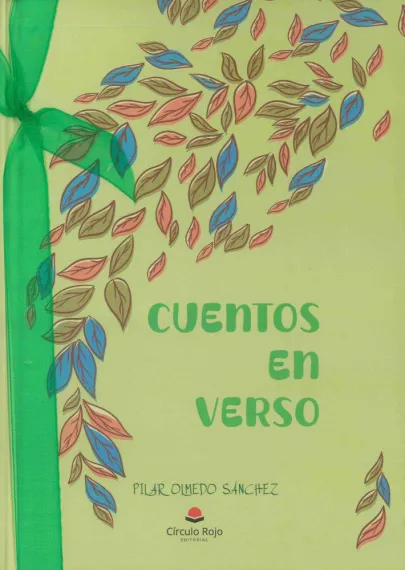 CUENTOS
EN
VERSO
PILAR OLMEDO SÁNCHEZ
Círculo Rojo
EDITORIAL